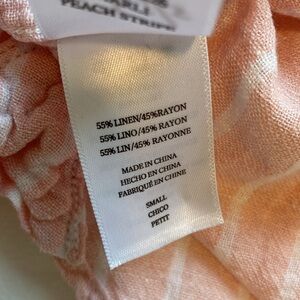 PEACH STRIPE
55% LINEN/45%RAYON
55% LINO/45% RAYON
55% LIN/45% RAYONNE
MADE IN CHINA
HECHO EN CHINA
FABRIQUÉ EN CHINE
SMALL
CHICO
PETIT